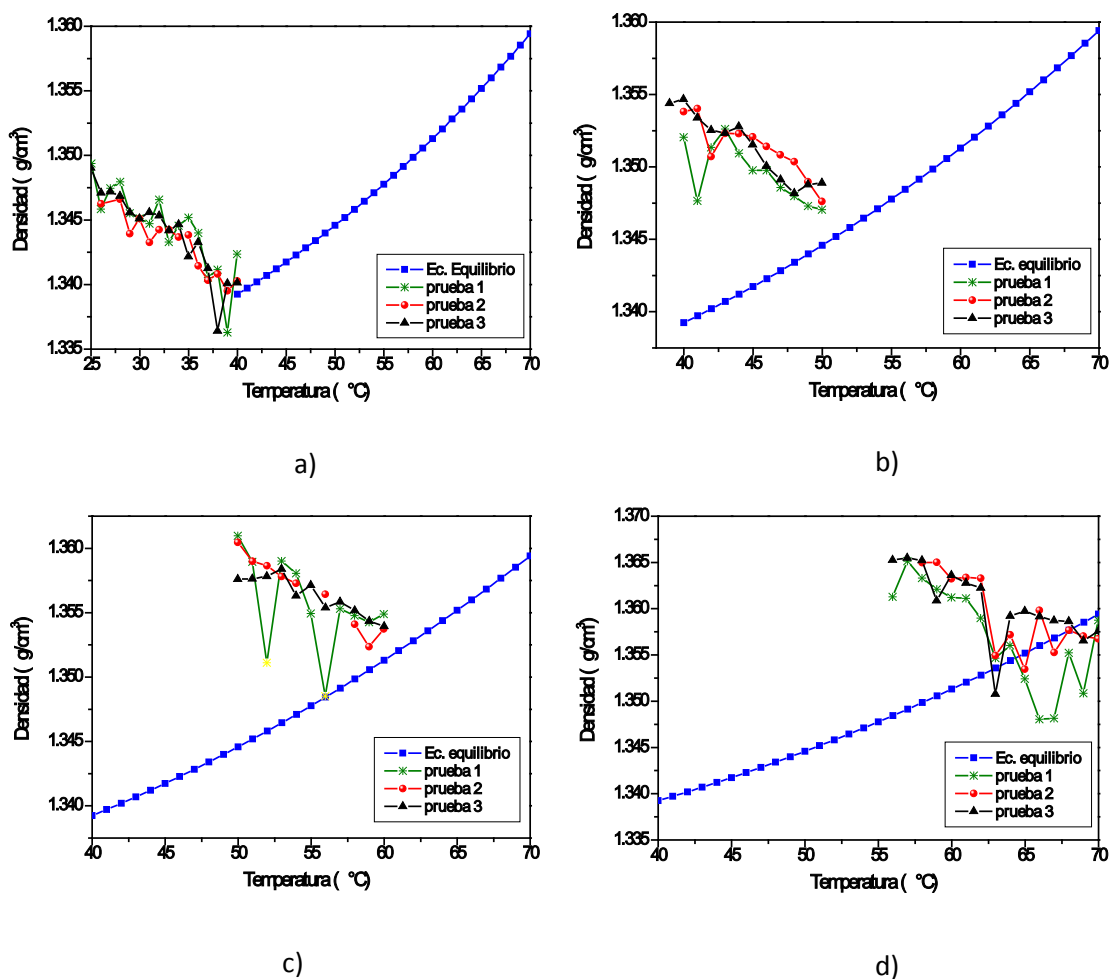 1.360
1.355
1.350
1.345
1.340
1.335
Densidad ( g/cm³)
25 30 35 40 45 50 55 60 65 70
Temperatura ( °C)
Ec. Equilibrio
prueba 1
prueba 2
prueba 3
a)
1.360
1.355
1.350
1.345
1.340
Densidad ( g/cm³)
40 45 50 55 60 65 70
Temperatura ( °C)
Ec. equilibrio
prueba 1
prueba 2
prueba 3
b)
1.360
1.355
1.350
1.345
1.340
Densidad ( g/cm³)
40 45 50 55 60 65 70
Temperatura ( °C)
Ec. equilibrio
prueba 1
prueba 2
prueba 3
c)
1.370
1.365
1.360
1.355
1.350
1.345
1.340
1.335
Densidad ( g/cm³)
40 45 50 55 60 65 70
Temperatura ( °C)
Ec. equilibrio
prueba 1
prueba 2
prueba 3
d)